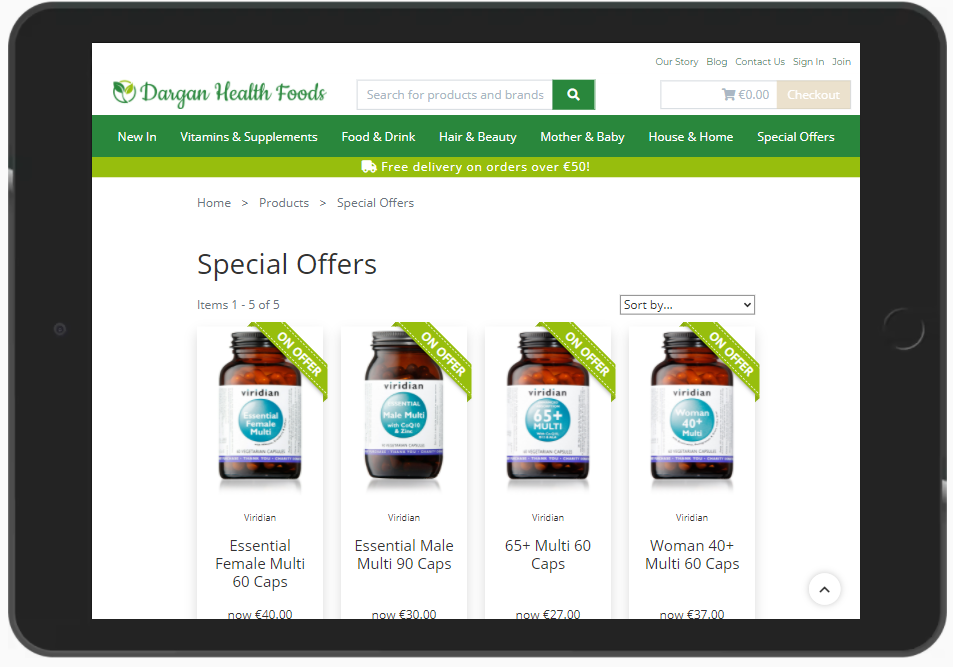 Our Story Blog Contact Us Sign In Join
Dargan Health Foods
Search for products and brands
€0.00
Checkout
New In Vitamins & Supplements Food & Drink Hair & Beauty Mother & Baby House & Home Special Offers
Free delivery on orders over €50!
Home > Products > Special Offers
Special Offers
Items 1 - 5 of 5
Sort by...
ON OFFER
viridian
Essential
Female
Multi
Viridian
Essential
Female Multi
60 Caps
now €40.00
ON OFFER
viridian
ESSENTIAL
Male Multi
with CoQ10
& Zinc
Viridian
Essential Male
Multi 90 Caps
now €30.00
ON OFFER
viridian
65+
MULTI
Viridian
65+ Multi 60
Caps
now €27.00
ON OFFER
viridian
Woman
40+
Multi
Viridian
Woman 40+
Multi 60 Caps
now €37.00